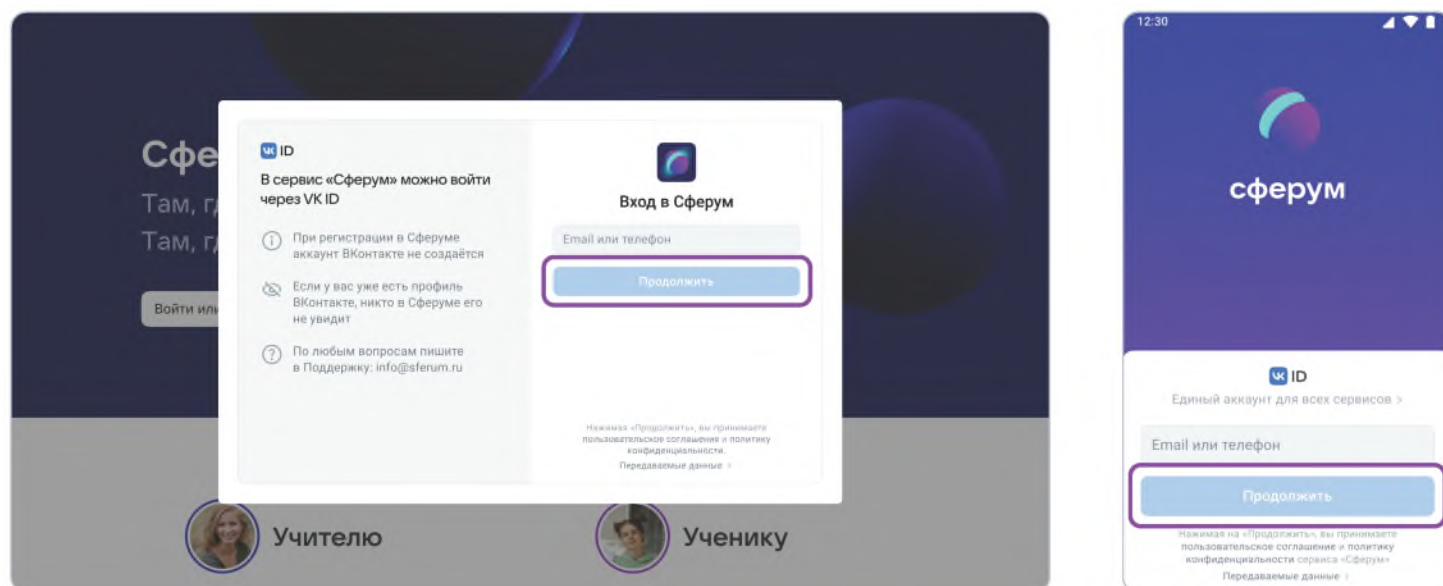 Сфе
Там, г
Там, г
Войти или
VK ID
В сервис «Сферум» можно войти
через VK ID
При регистрации в Сферуме
аккаунт ВКонтакте не создаётся
Если у вас уже есть профиль
ВКонтакте, никто в Сферуме его
не увидит
По любым вопросам пишите
в Поддержку: info@sferum.ru
Вход в Сферум
Email или телефон
Продолжить
Нажимая «Продолжить», вы принимаете
пользовательское соглашение и политику
конфиденциальности.
Передаваемые данные
Учителю
Ученику
12:30
сферум
VK ID
Единый аккаунт для всех сервисов
Email или телефон
Продолжить
Нажимая на «Продолжить», вы принимаете
пользовательское соглашение и политику
конфиденциальности сервиса «Сферум»
Передаваемые данные